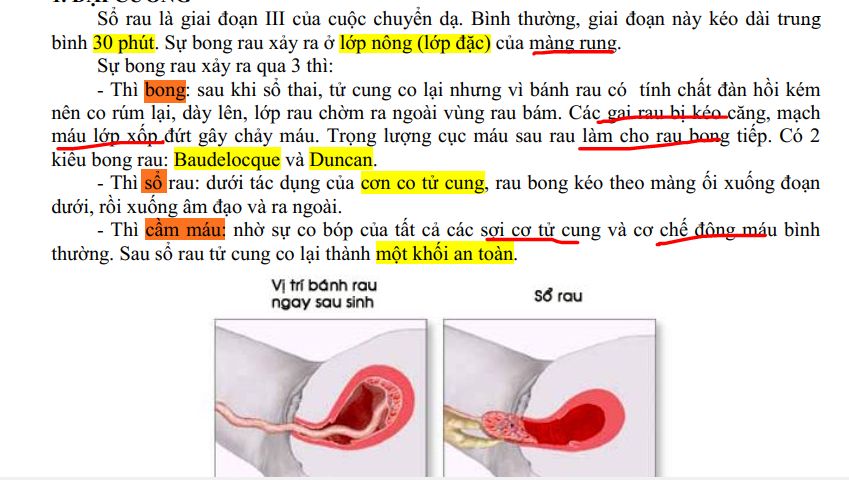 Sổ rau là giai đoạn III của cuộc chuyển dạ. Bình thường, giai đoạn này kéo dài trung
bình 30 phút. Sự bong rau xảy ra ở lớp nông (lớp đặc) của màng rụng.
Sự bong rau xảy ra qua 3 thì:
- Thì bong: sau khi sổ thai, tử cung co lại nhưng vì bánh rau có tính chất đàn hồi kém
nên co rúm lại, dày lên, lớp rau chờm ra ngoài vùng rau bám. Các gai rau bị kéo căng, mạch
máu lớp xốp đứt gây chảy máu. Trọng lượng cục máu sau rau làm cho rau bong tiếp. Có 2
kiểu bong rau: Baudelocque và Duncan.
- Thì sổ rau: dưới tác dụng của cơn co tử cung, rau bong kéo theo màng ối xuống đoạn
dưới, rồi xuống âm đạo và ra ngoài.
- Thì cầm máu: nhờ sự co bóp của tất cả các sợi cơ tử cung và cơ chế đông máu bình
thường. Sau sổ rau tử cung co lại thành một khối an toàn.
Vị trí bánh rau
ngay sau sinh
Sổ rau